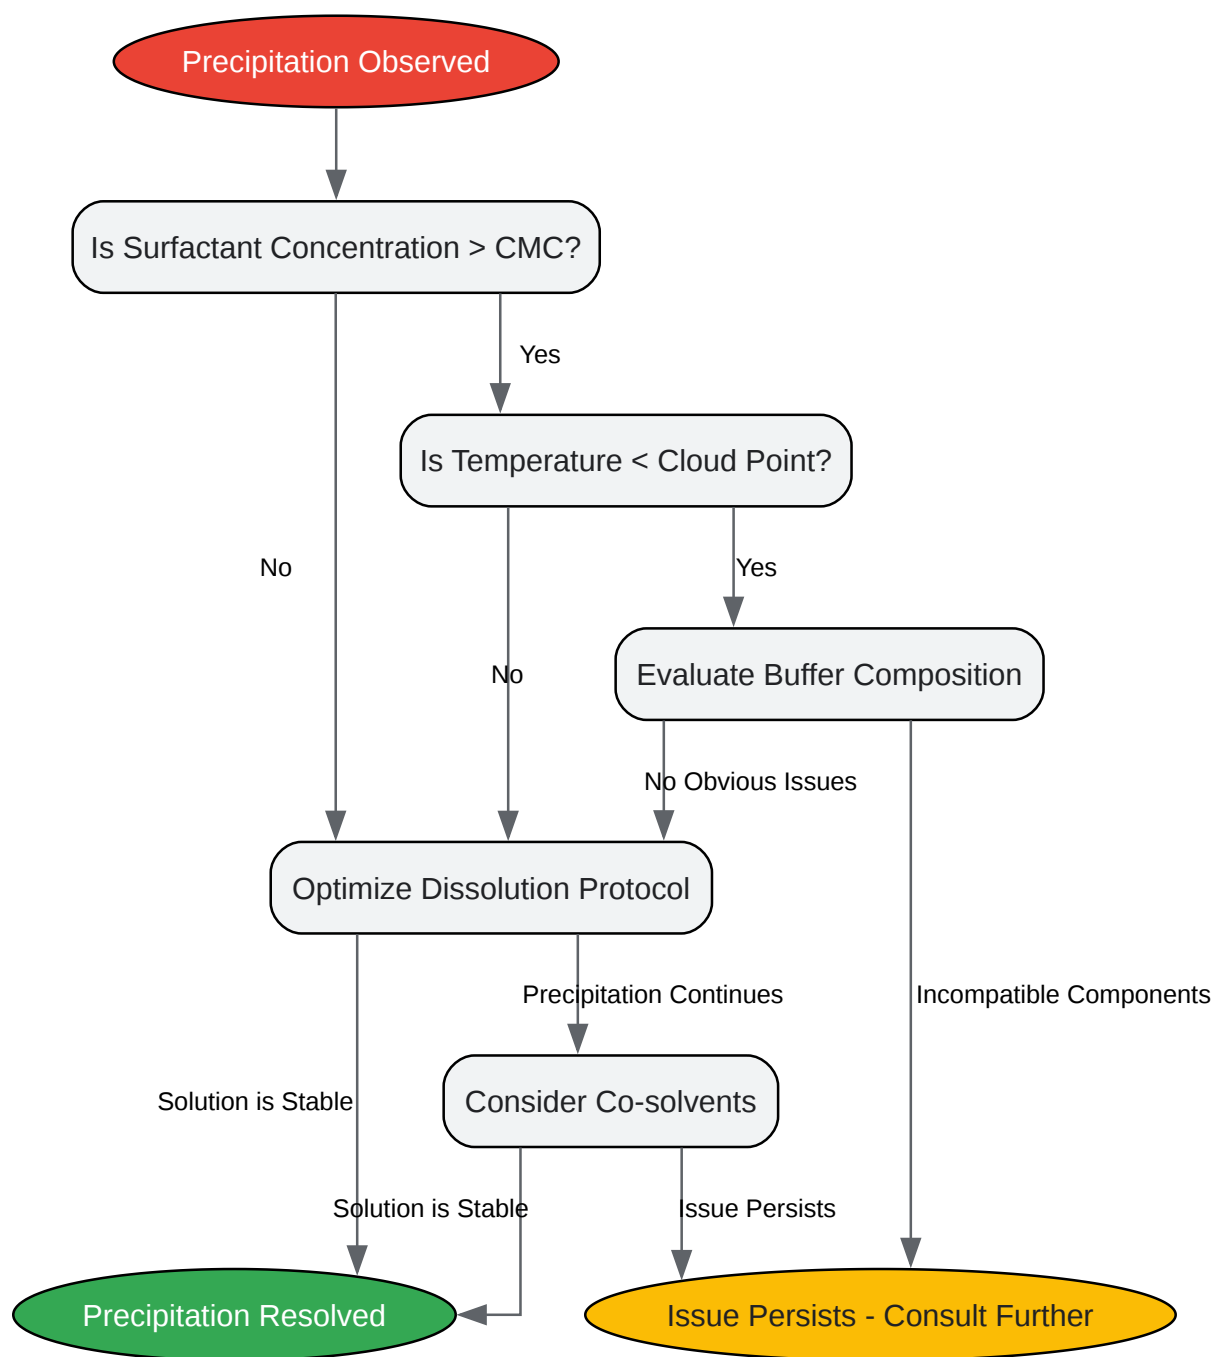 Precipitation Observed
Is Surfactant Concentration > CMC?
Yes
Is Temperature < Cloud Point?
No
Yes
No
Evaluate Buffer Composition
No Obvious Issues
Optimize Dissolution Protocol
Precipitation Continues
Incompatible Components
Solution is Stable
Consider Co-solvents
Solution is Stable
Issue Persists
Precipitation Resolved
Issue Persists - Consult Further